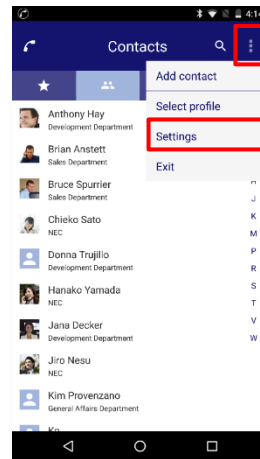 4:14
Contacts
Add contact
Select profile
Settings
Exit
Anthony Hay
Development Department
Brian Anstett
Sales Department
Bruce Spurrier
Sales Department
Chieko Sato
NEC
Donna Trujillo
Development Department
Hanako Yamada
NEC
Jana Decker
Development Department
Jiro Nesu
NEC
Kim Provenzano
General Affairs Department
H
J
K
M
P
R
S
T
V
W